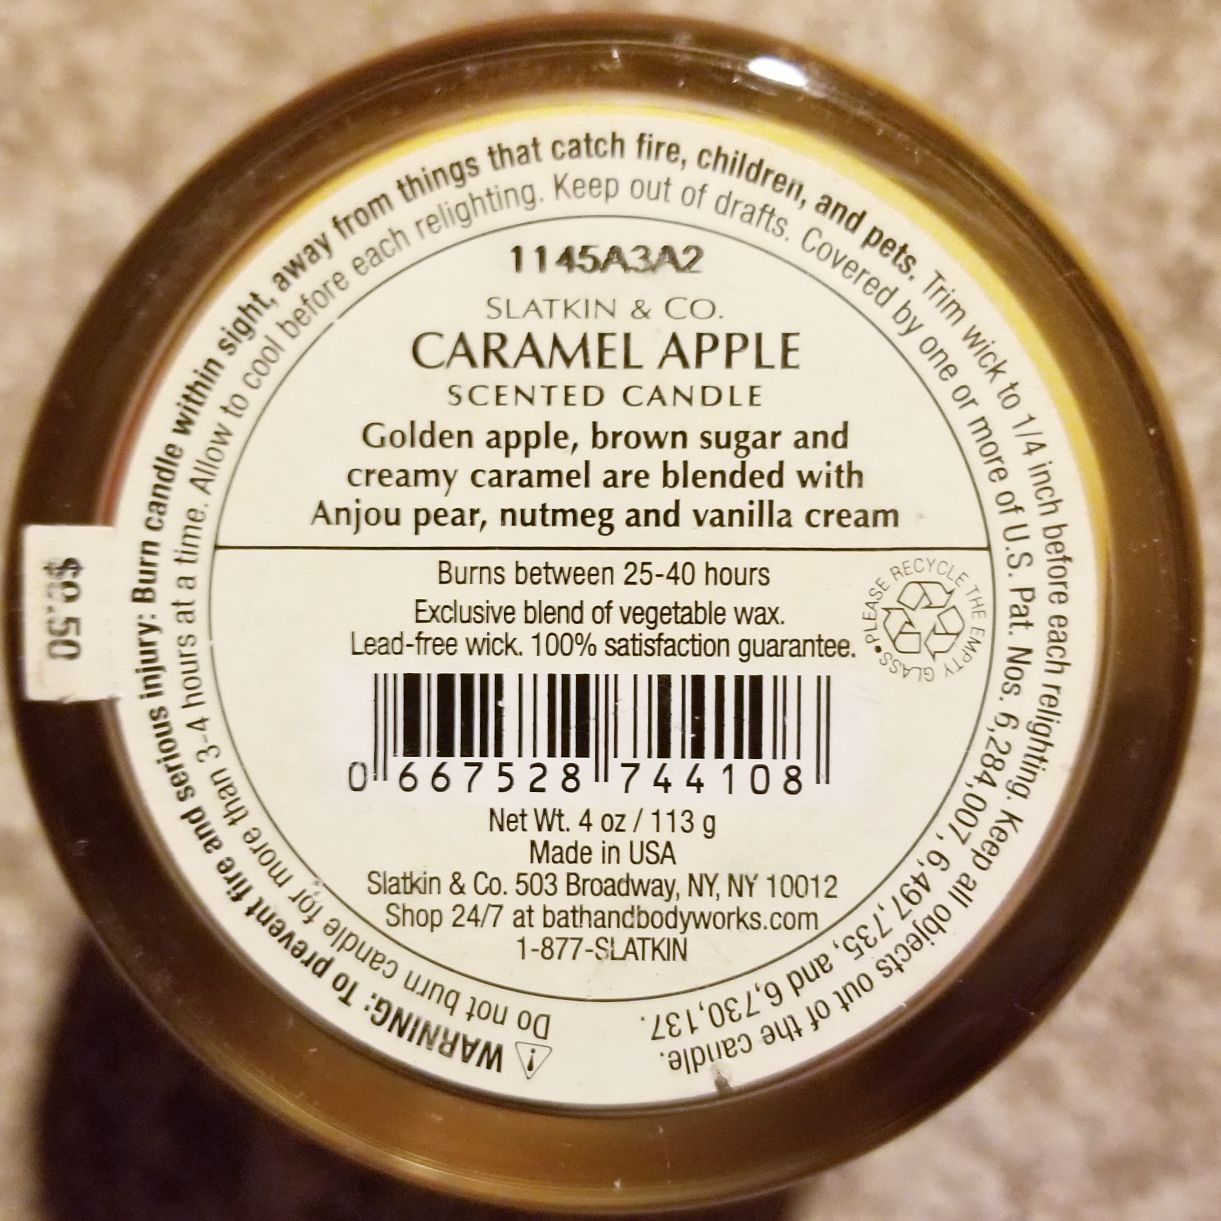 1145A3A2
SLATKIN & CO.
CARAMEL APPLE
SCENTED CANDLE
Golden apple, brown sugar and
creamy caramel are blended with
Anjou pear, nutmeg and vanilla cream
Burns between 25-40 hours
Exclusive blend of vegetable wax.
Lead-free wick. 100% satisfaction guarantee.
PLEASE RECYCLE THE EMPTY GLASS •
0 667528 744108
Net Wt. 4 oz / 113 g
Made in USA
Slatkin & Co. 503 Broadway, NY, NY 10012
Shop 24/7 at bathandbodyworks.com
1-877-SLATKIN
WARNING: To prevent fire and serious injury: Burn candle within sight, away from things that catch fire, children, and pets. Trim wick to 1/4 inch before each relighting. Keep all objects out of the candle.
Do not burn candle for more than 3-4 hours at a time. Allow to cool before each relighting. Keep out of drafts. Covered by one or more of U.S. Pat. Nos. 6,284,007, 6,497,735, and 6,730,137.